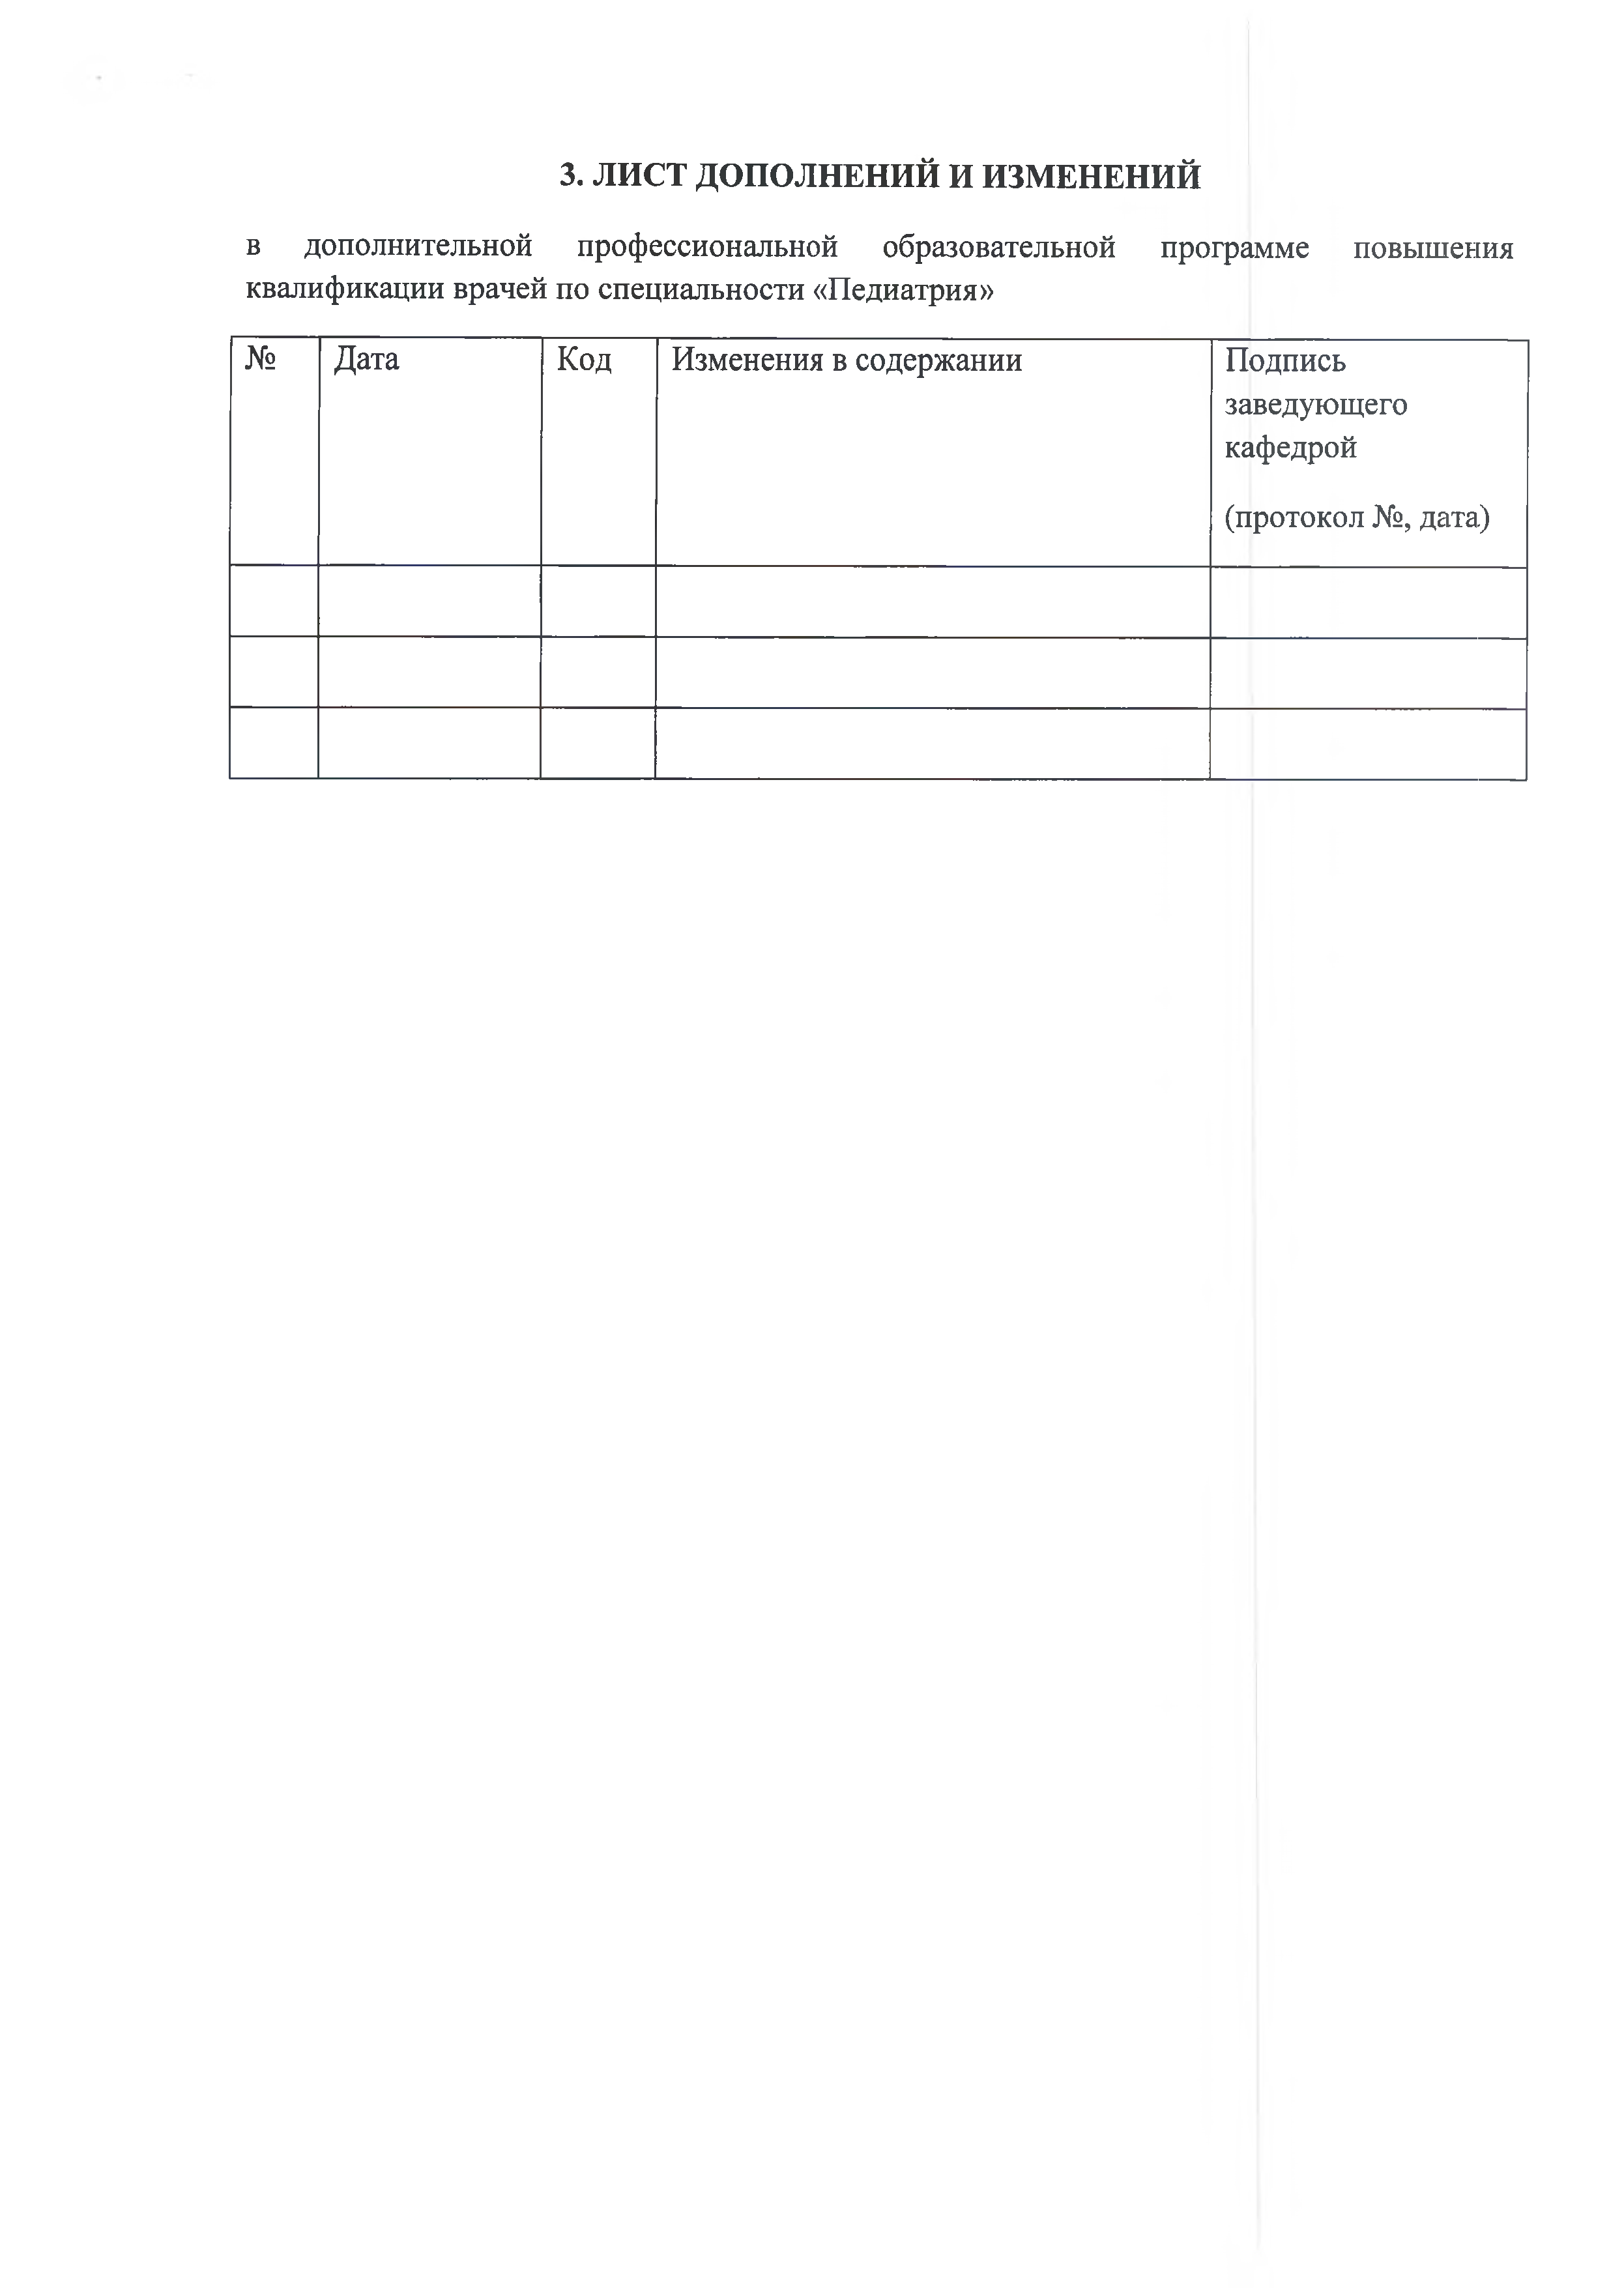 3. ЛИСТ ДОПОЛНЕНИЙ И ИЗМЕНЕНИЙ
в дополнительной профессиональной образовательной программе повышения
квалификации врачей по специальности «Педиатрия»
№ Дата Код Изменения в содержании Подпись
заведующего
кафедрой
(протокол №, дата)